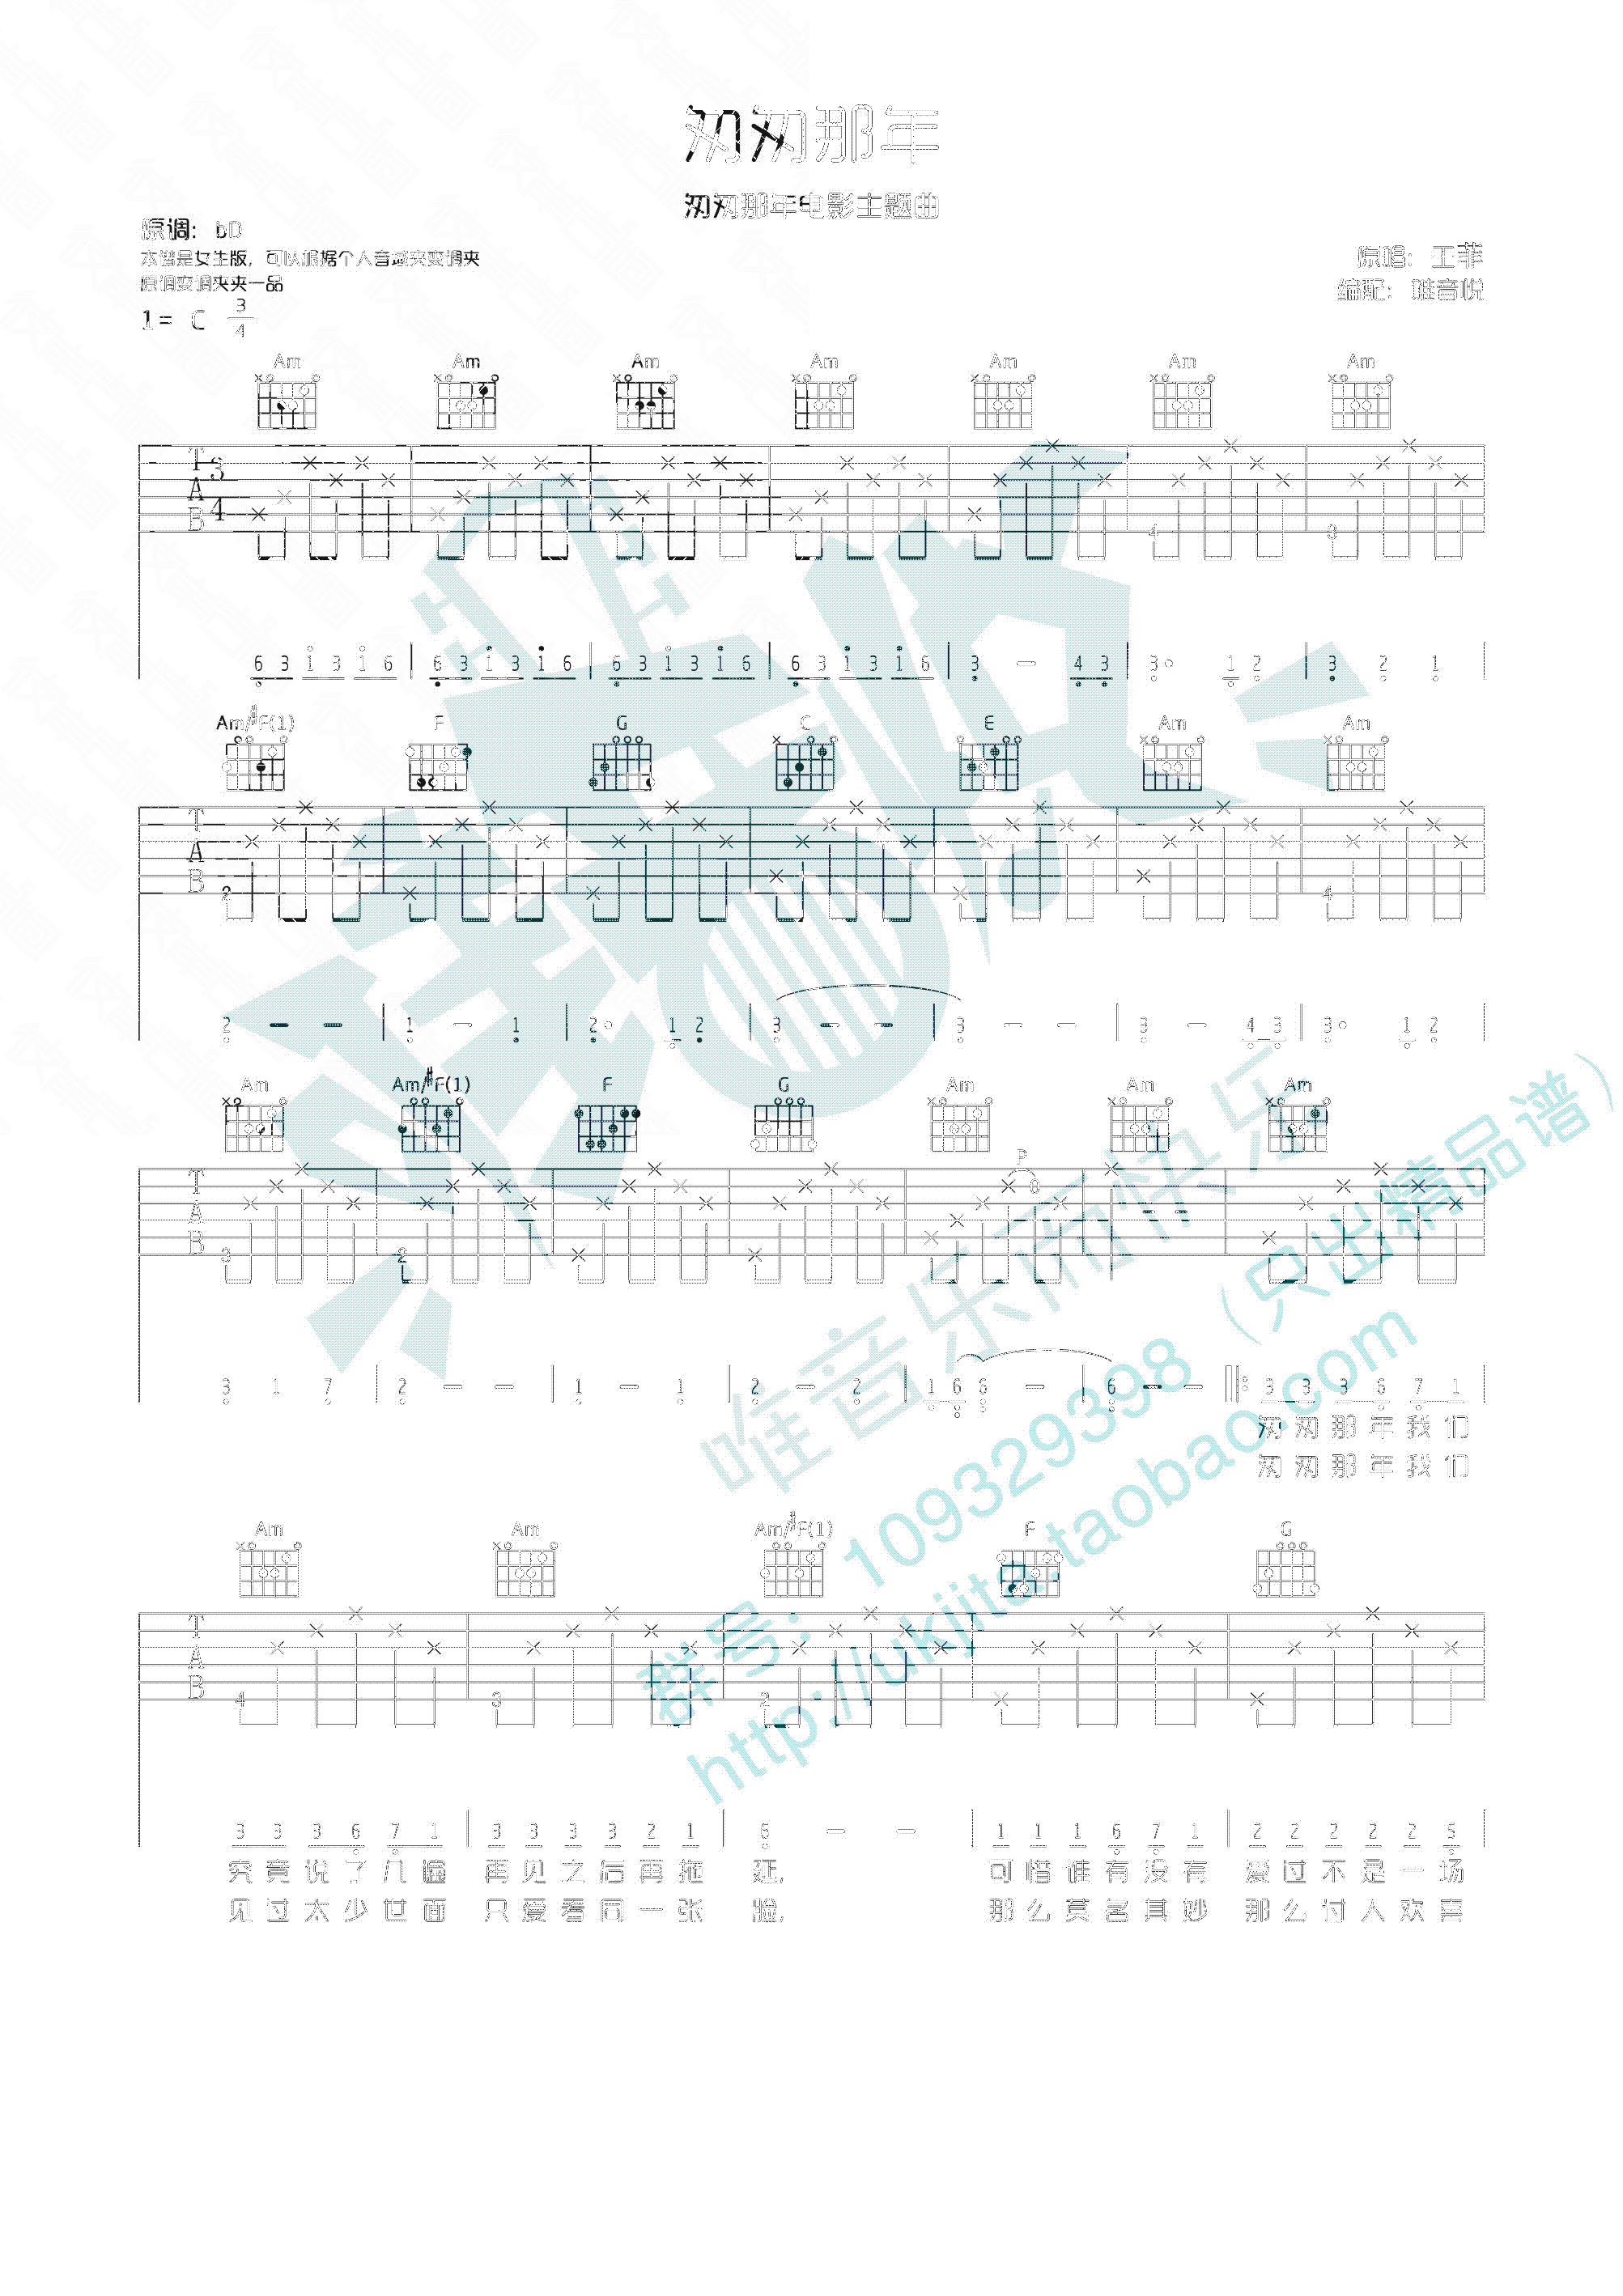 匆匆那年
匆匆那年电影主题曲
原调：bD
本谱是女生版，可以根据个人音域夹变调夹
原调变调夹夹一品
原唱：王菲
编配：唯音悦
1= C 3/4
Am Am Am Am Am Am Am
T A B 3 4 4 3
6 3 1 3 1 6 | 6 3 1 3 1 6 | 6 3 1 3 1 6 | 6 3 1 3 1 6 | 3 — 4 3 | 3 · 1 2 | 3 2 1 |
Am/#F(1) F G C E Am Am
T A B 2 4
2 — — | 1 — 1 | 2 · 1 2 | 3 — — | 3 — — | 3 — 4 3 | 3 · 1 2 |
Am Am/#F(1) F G Am Am Am
P
T A B 3 2 0
3 1 7 | 2 — — | 1 — 1 | 2 — 2 | 1 6 6 — | 6 — — |: 3 3 3 6 7 1 |
匆匆那年我们
匆匆那年我们
Am Am Am/#F(1) F G
T A B 4 3 2
3 3 3 6 7 1 | 3 3 3 3 2 1 | 6 — — | 1 1 1 6 7 1 | 2 2 2 2 2 5 |
究竟说了几遍 再见之后再拖 延， 可惜谁有没有 爱过不是一场
见过太少世面 只爱看同一张 脸， 那么莫名其妙 那么讨人欢喜
唯音乐而快乐
群号：109329398（只出精品谱）
http://ukjita.taobao.com